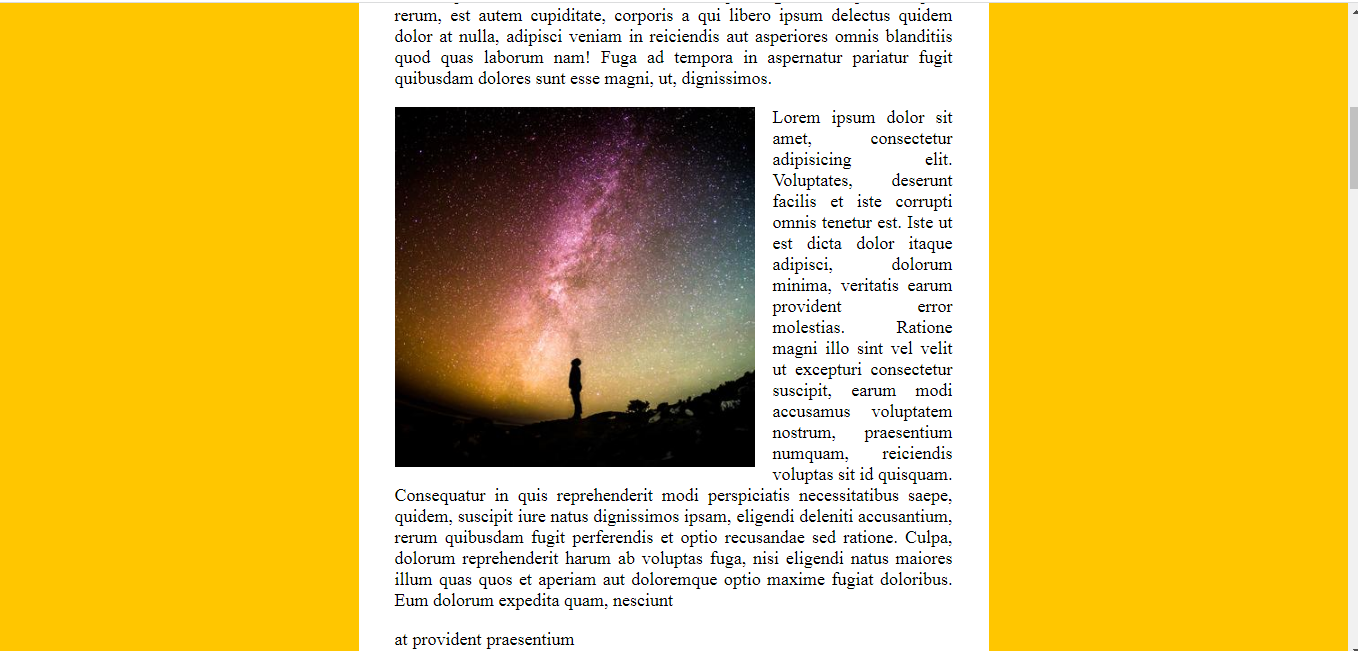 rerum, est autem cupiditate, corporis a qui libero ipsum delectus quidem
dolor at nulla, adipisci veniam in reiciendis aut asperiores omnis blanditiis
quod quas laborum nam! Fuga ad tempora in aspernatur pariatur fugit
quibusdam dolores sunt esse magni, ut, dignissimos.
Lorem ipsum dolor sit
amet, consectetur
adipisicing elit.
Voluptates, deserunt
facilis et iste corrupti
omnis tenetur est. Iste ut
est dicta dolor itaque
adipisci, dolorum
minima, veritatis earum
provident error
molestias. Ratione
magni illo sint vel velit
ut excepturi consectetur
suscipit, earum modi
accusamus voluptatem
nostrum, praesentium
numquam, reiciendis
voluptas sit id quisquam.
Consequatur in quis reprehenderit modi perspiciatis necessitatibus saepe,
quidem, suscipit iure natus dignissimos ipsam, eligendi deleniti accusantium,
rerum quibusdam fugit perferendis et optio recusandae sed ratione. Culpa,
dolorum reprehenderit harum ab voluptas fuga, nisi eligendi natus maiores
illum quas quos et aperiam aut doloremque optio maxime fugiat doloribus.
Eum dolorum expedita quam, nesciunt
at provident praesentium